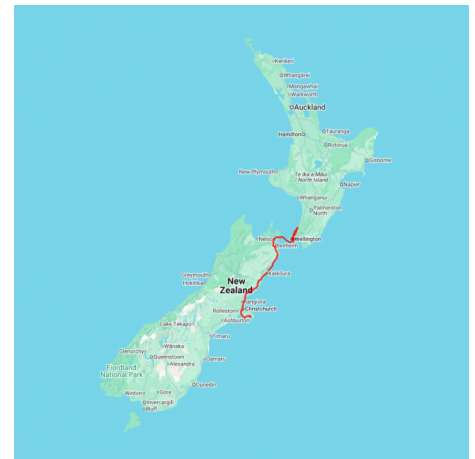 Kerikeri
Whangārei
Mangawhai
Warkworth
Auckland
Hamilton
Tauranga
Rotorua
Gisborne
Te Ika-a-Māui
/ North Island
New Plymouth
Napier
Whanganui
Palmerston
North
Nelson
Wellington
Blenheim
Kaikōura
Greymouth
Hokitika
New
Zealand
Rangiora
Rolleston
Christchurch
Ashburton
Lake Tekapo
Timaru
Glenorchy
Wānaka
Queenstown
Alexandra
Oamaru
Fiordland
National Park
Dunedin
Winton
Gore
Invercargill
Bluff